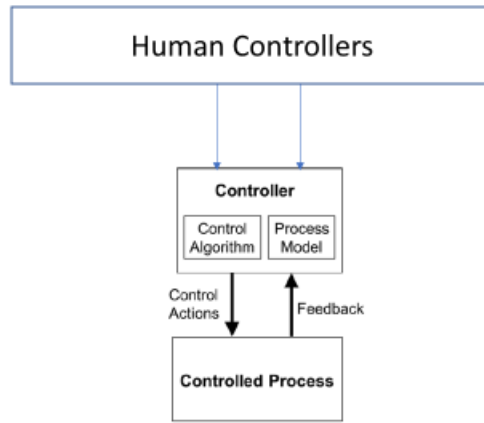 Human Controllers
Controller
Control
Algorithm
Process
Model
Control
Actions
Feedback
Controlled Process